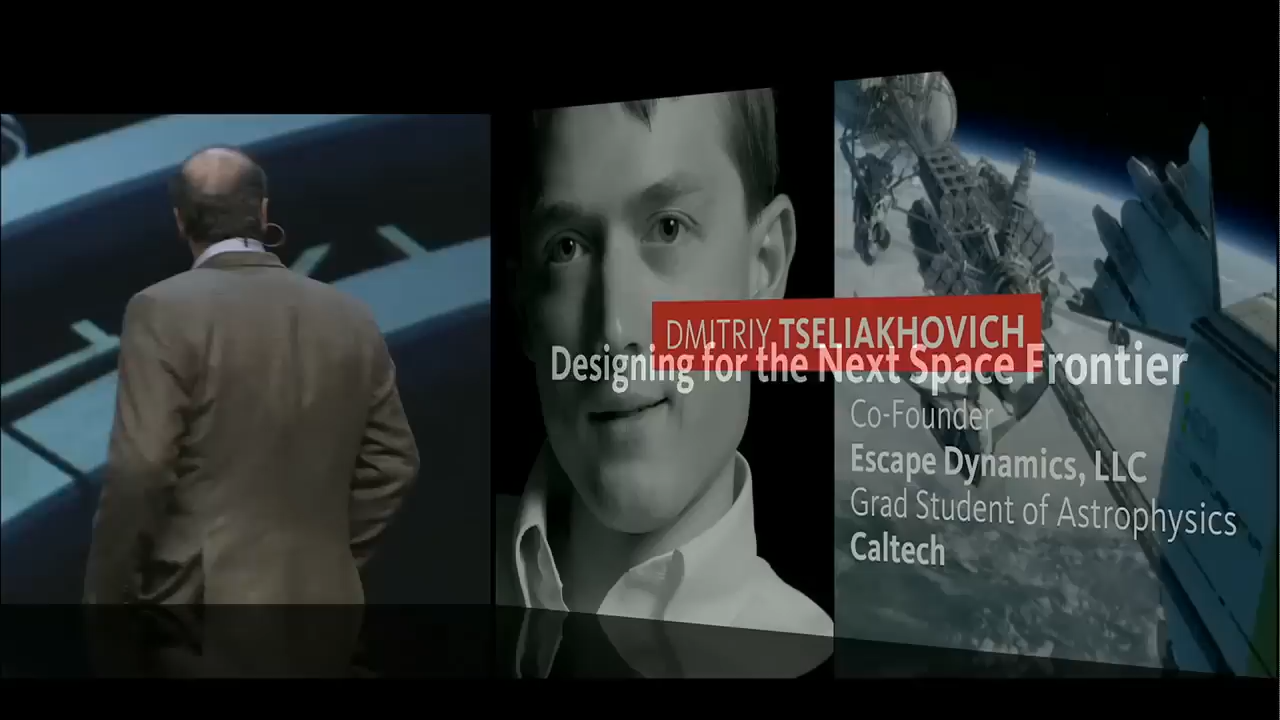 DMITRIY TSELIAKHOVICH
Designing for the Next Space Frontier
Co-Founder
Escape Dynamics, LLC
Grad Student of Astrophysics
Caltech